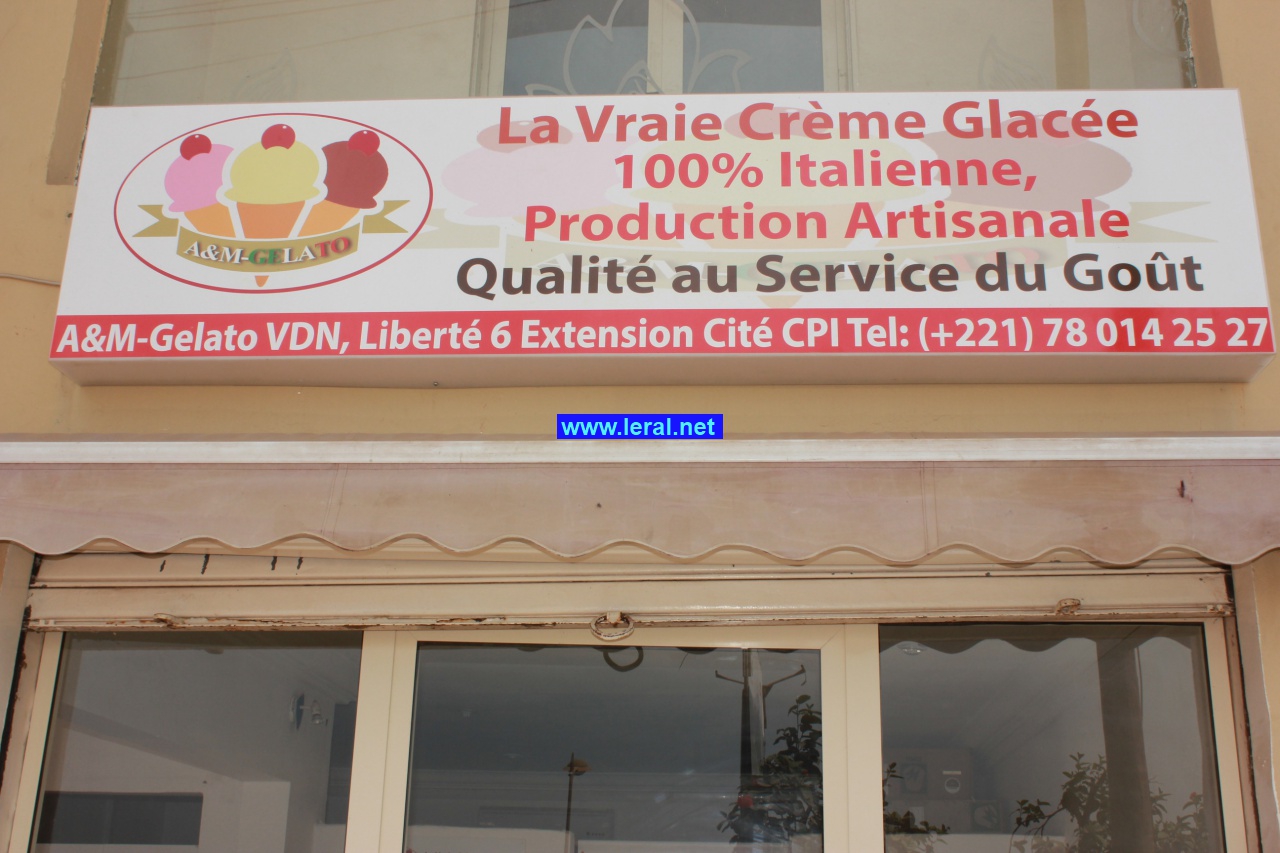 La Vraie Crème Glacée
100% Italienne,
Production Artisanale
Qualité au Service du Goût
A&M-GELATO
A&M-Gelato VDN, Liberté 6 Extension Cité CPI Tel: (+221) 78 014 25 27
www.leral.net